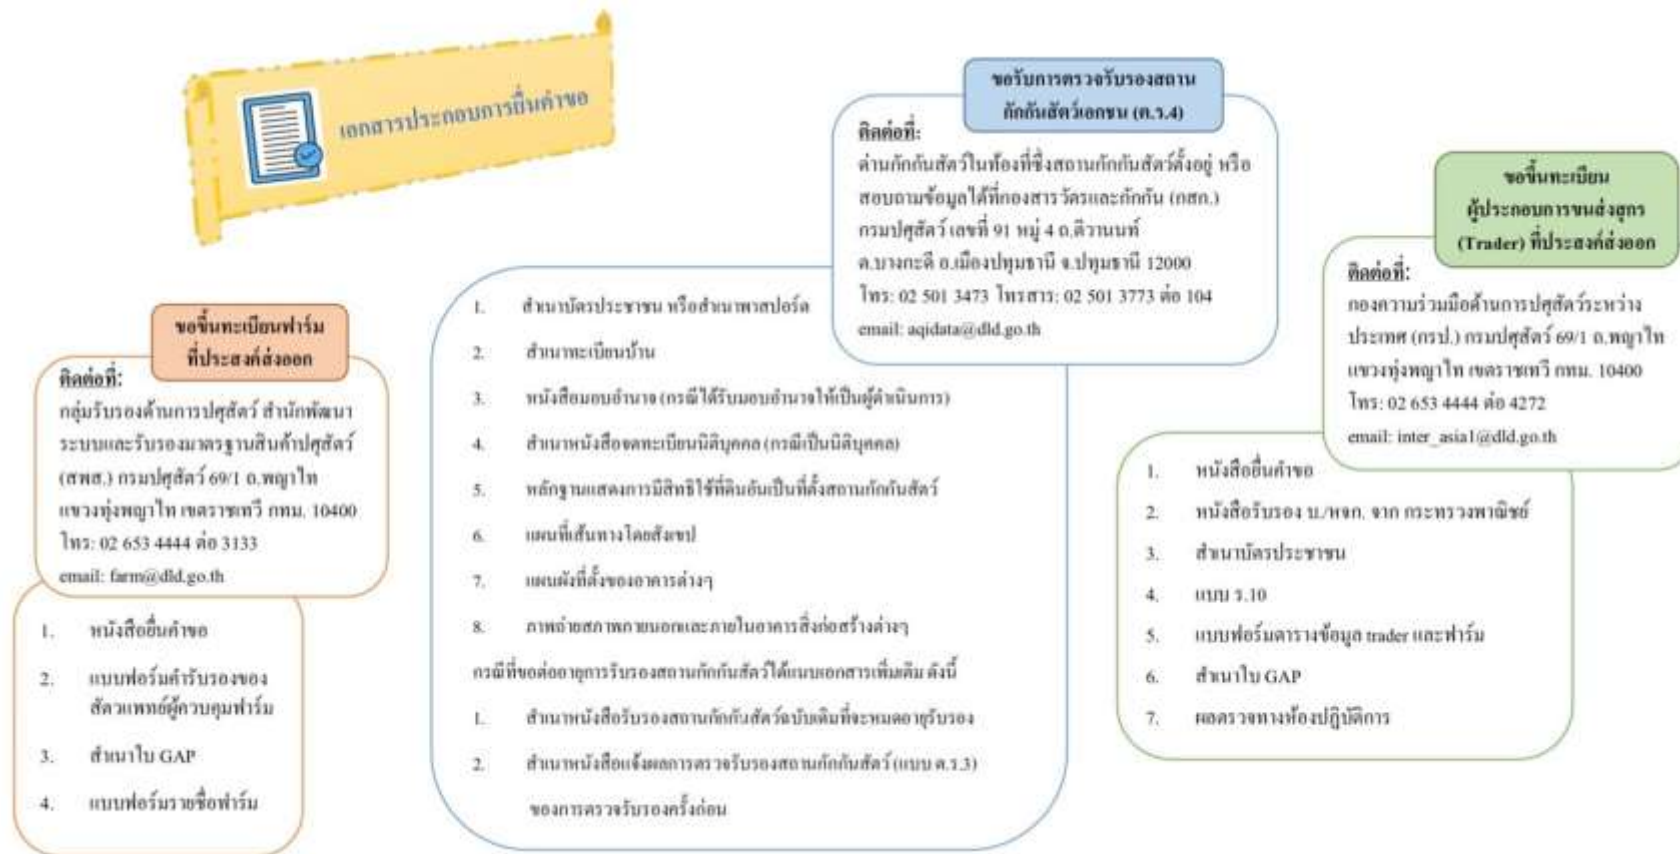 เอกสารประกอบการยื่นคำขอ
ขอขึ้นทะเบียนฟาร์ม
ที่ประสงค์ส่งออก
ติดต่อที่:
กลุ่มรับรองด้านการปศุสัตว์ สำนักพัฒนา
ระบบและรับรองมาตรฐานสินค้าปศุสัตว์
(สพส.) กรมปศุสัตว์ 69/1 ถ.พญาไท
แขวงทุ่งพญาไท เขตราชเทวี กทม. 10400
โทร: 02 653 4444 ต่อ 3133
email: farm@dld.go.th
1. หนังสือยื่นคำขอ
2. แบบฟอร์มคำรับรองของ
สัตวแพทย์ผู้ควบคุมฟาร์ม
3. สำเนาใบ GAP
4. แบบฟอร์มรายชื่อฟาร์ม
ขอรับการตรวจรับรองสถาน
กักกันสัตว์เอกชน (ต.ร.4)
ติดต่อที่:
ด่านกักกันสัตว์ในท้องที่ซึ่งสถานกักกันสัตว์ตั้งอยู่ หรือ
สอบถามข้อมูลได้ที่กองสารวัตรและกักกัน (กสก.)
กรมปศุสัตว์ เลขที่ 91 หมู่ 4 ถ.ติวานนท์
ต.บางกะดี อ.เมืองปทุมธานี จ.ปทุมธานี 12000
โทร: 02 501 3473 โทรสาร: 02 501 3773 ต่อ 104
email: aqidata@dld.go.th
1. สำเนาบัตรประชาชน หรือสำเนาพาสปอร์ต
2. สำเนาทะเบียนบ้าน
3. หนังสือมอบอำนาจ (กรณีได้รับมอบอำนาจให้เป็นผู้ดำเนินการ)
4. สำเนาหนังสือจดทะเบียนนิติบุคคล (กรณีเป็นนิติบุคคล)
5. หลักฐานแสดงการมีสิทธิใช้ที่ดินอันเป็นที่ตั้งสถานกักกันสัตว์
6. แผนที่เส้นทางโดยสังเขป
7. แผนผังที่ตั้งของอาคารต่างๆ
8. ภาพถ่ายสภาพภายนอกและภายในอาคารสิ่งก่อสร้างต่างๆ
กรณีที่ขอต่ออายุการรับรองสถานกักกันสัตว์ได้แนบเอกสารเพิ่มเติม ดังนี้
1. สำเนาหนังสือรับรองสถานกักกันสัตว์ฉบับเดิมที่จะหมดอายุรับรอง
2. สำเนาหนังสือแจ้งผลการตรวจรับรองสถานกักกันสัตว์ (แบบ ต.ร.3)
ของการตรวจรับรองครั้งก่อน
ขอขึ้นทะเบียน
ผู้ประกอบการขนส่งสุกร
(Trader) ที่ประสงค์ส่งออก
ติดต่อที่:
กองความร่วมมือด้านการปศุสัตว์ระหว่าง
ประเทศ (กรป.) กรมปศุสัตว์ 69/1 ถ.พญาไท
แขวงทุ่งพญาไท เขตราชเทวี กทม. 10400
โทร: 02 653 4444 ต่อ 4272
email: inter_asia1@dld.go.th
1. หนังสือยื่นคำขอ
2. หนังสือรับรอง บ./หจก. จาก กระทรวงพาณิชย์
3. สำเนาบัตรประชาชน
4. แบบ ร.10
5. แบบฟอร์มตารางข้อมูล trader และฟาร์ม
6. สำเนาใบ GAP
7. ผลตรวจทางห้องปฏิบัติการ